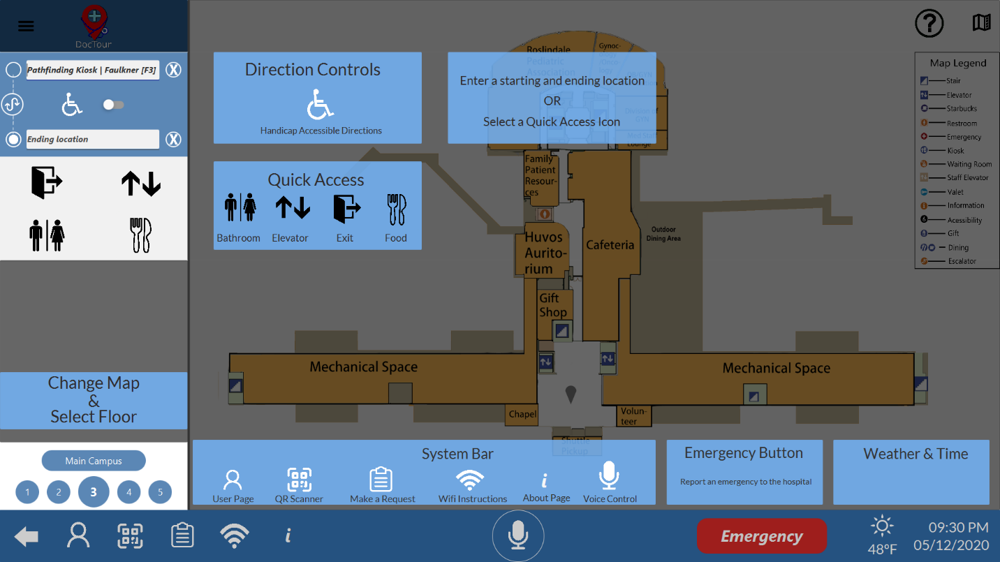 DocTour
Pathfinding Kiosk | Faulkner [F3]
X
Ending location
X
Change Map
&
Select Floor
Main Campus
1 2 3 4 5
Direction Controls
Handicap Accessible Directions
Enter a starting and ending location
OR
Select a Quick Access Icon
Quick Access
Bathroom Elevator Exit Food
Roslindale
Pediatric
Association
Gynoc-
ology
Division of
GYN
Lounge
Family
Patient
Resour-
ces
Huvos
Aurito-
rium
Cafeteria
Outdoor
Dining Area
Gift
Shop
Mechanical Space
Mechanical Space
Chapel
Volun-
teer
Shuttle
Pickup
?
Map Legend
Stair
Elevator
Starbucks
Restroom
Emergency
Kiosk
Waiting Room
Staff Elevator
Valet
Information
Acessibility
Gift
Dining
Escalator
System Bar
User Page QR Scanner Make a Request Wifi Instructions About Page Voice Control
Emergency Button
Report an emergency to the hospital
Weather & Time
Emergency
48°F
09:30 PM
05/12/2020